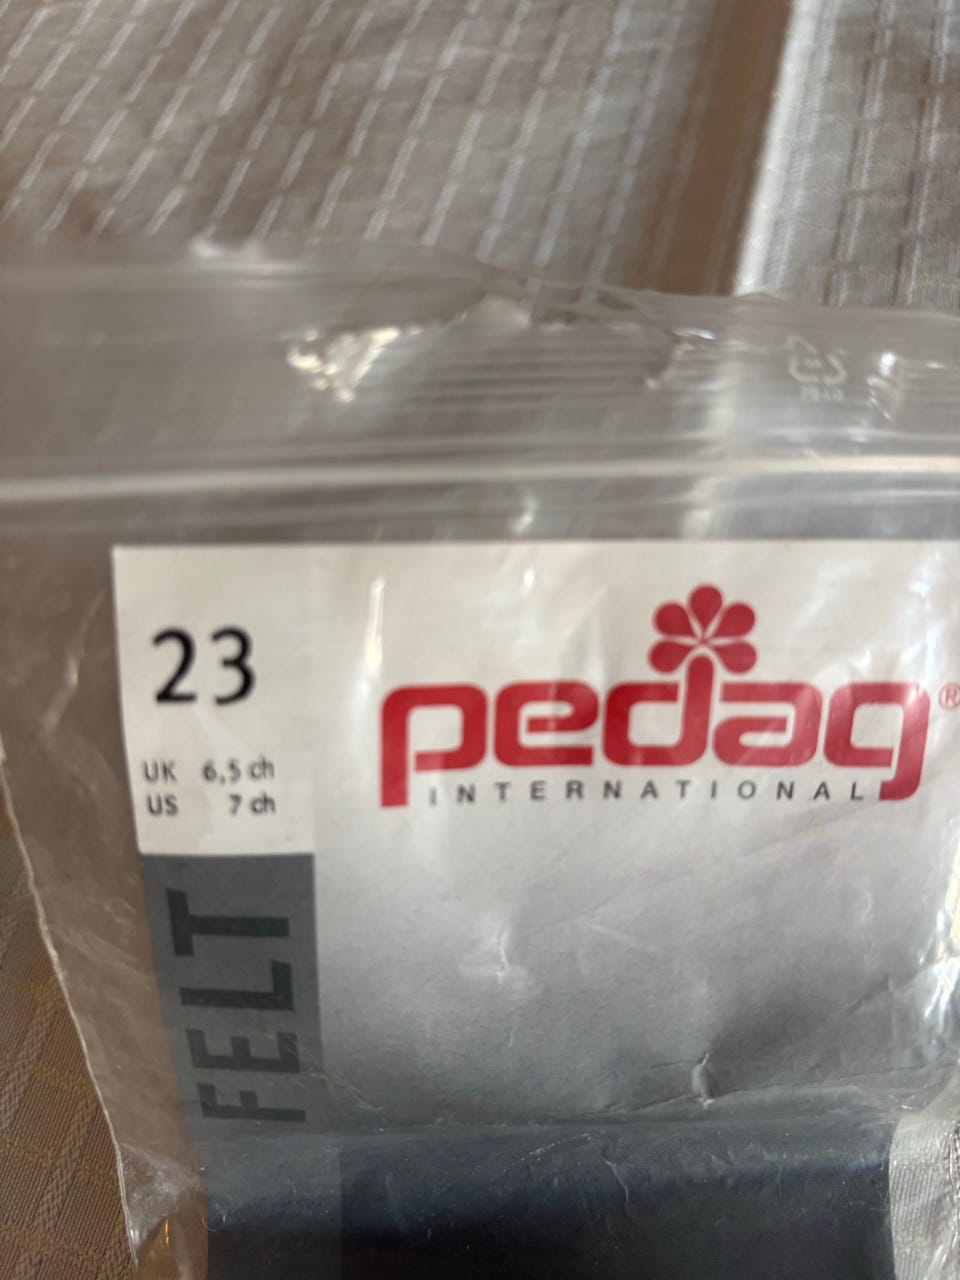 23
pedag®
UK 6,5 ch
US 7 ch
INTERNATIONAL
FELT